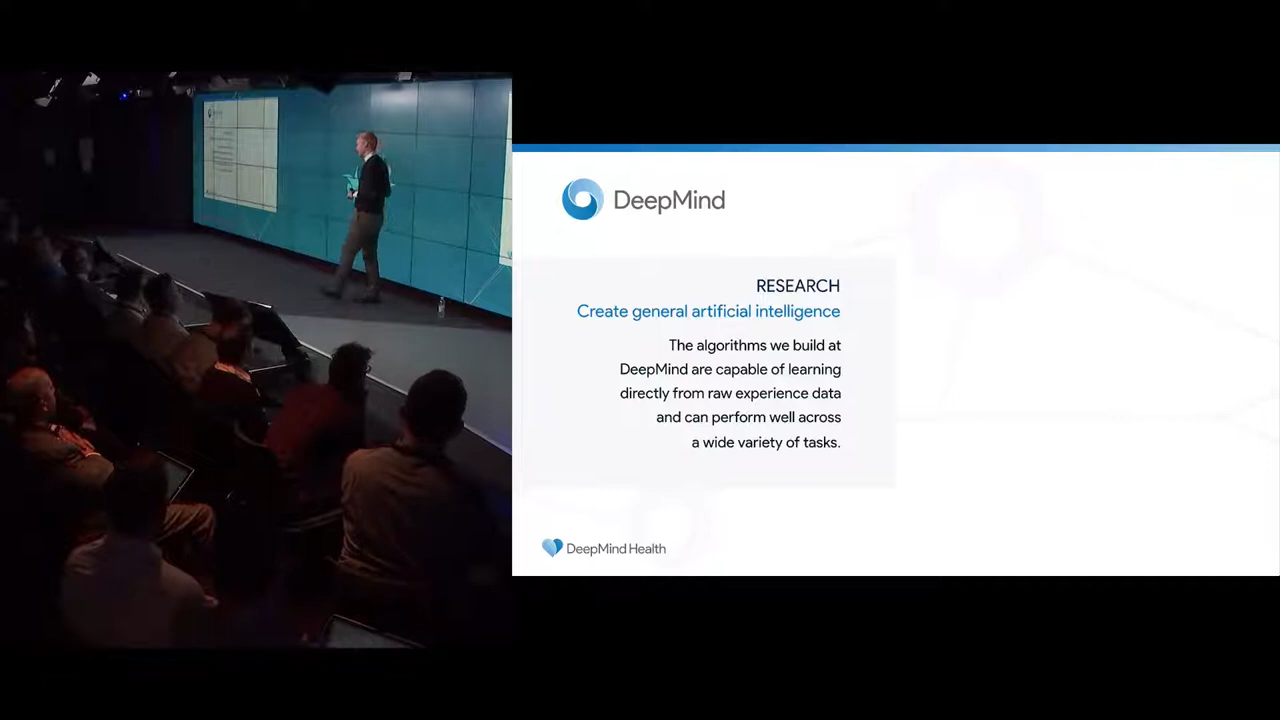 DeepMind
RESEARCH
Create general artificial intelligence
The algorithms we build at
DeepMind are capable of learning
directly from raw experience data
and can perform well across
a wide variety of tasks.
DeepMind Health